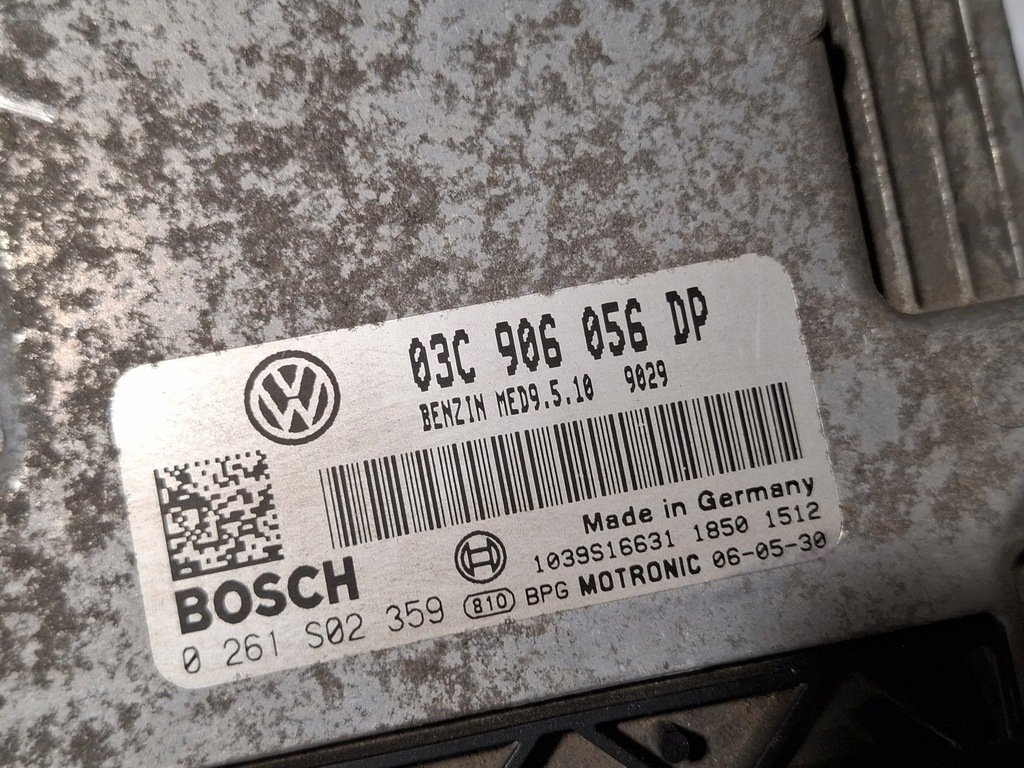 03C 906 056 DP
BENZIN MED9.5.10 9029
Made in Germany
1039S16631 1850 1512
BOSCH
0 261 S02 359 810 BPG MOTRONIC 06-05-30